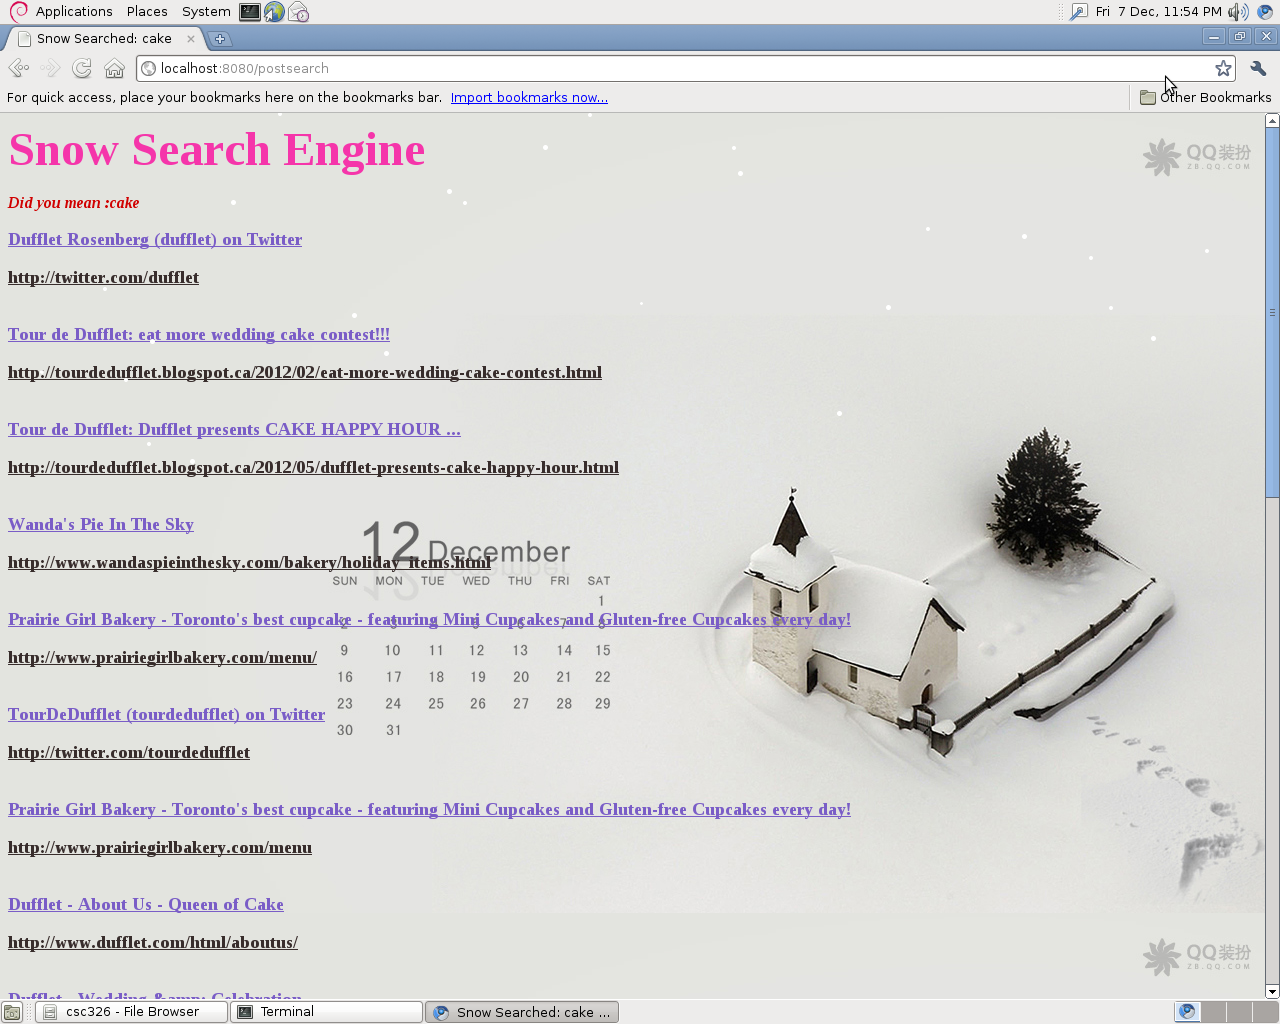 Applications Places System Fri 7 Dec, 11:54 PM
Snow Searched: cake
localhost:8080/postsearch
For quick access, place your bookmarks here on the bookmarks bar. Import bookmarks now... Other Bookmarks
Snow Search Engine
QQ装扮
ZB.QQ.COM
Did you mean :cake
Dufflet Rosenberg (dufflet) on Twitter
http://twitter.com/dufflet
Tour de Dufflet: eat more wedding cake contest!!!
http://tourdedufflet.blogspot.ca/2012/02/eat-more-wedding-cake-contest.html
Tour de Dufflet: Dufflet presents CAKE HAPPY HOUR ...
http://tourdedufflet.blogspot.ca/2012/05/dufflet-presents-cake-happy-hour.html
Wanda's Pie In The Sky
12 December
http://www.wandaspieinthesky.com/bakery/holiday_items.html
SUN MON TUE WED THU FRI SAT
1
Prairie Girl Bakery - Toronto's best cupcake - featuring Mini Cupcakes and Gluten-free Cupcakes every day!
2 3 4 5 6 7 8
9 10 11 12 13 14 15
http://www.prairiegirlbakery.com/menu/
16 17 18 19 20 21 22
23 24 25 26 27 28 29
TourDeDufflet (tourdedufflet) on Twitter
30 31
http://twitter.com/tourdedufflet
Prairie Girl Bakery - Toronto's best cupcake - featuring Mini Cupcakes and Gluten-free Cupcakes every day!
http://www.prairiegirlbakery.com/menu
Dufflet - About Us - Queen of Cake
http://www.dufflet.com/html/aboutus/
QQ装扮
ZB.QQ.COM
Dufflet - Wedding &amp; Celebration
csc326 - File Browser Terminal Snow Searched: cake ...